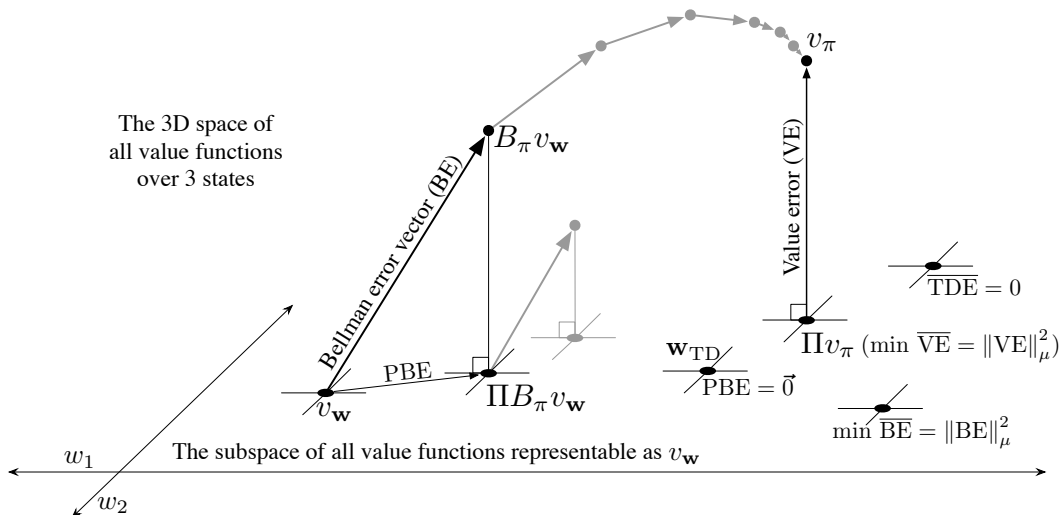 v_π
The 3D space of
all value functions
over 3 states
B_π v_w
Bellman error vector (BE)
Value error (VE)
TDE = 0
Πv_π (min VE = ‖VE‖²_μ)
w_TD
PBE = 0⃗
PBE
v_w
ΠB_π v_w
min BE = ‖BE‖²_μ
The subspace of all value functions representable as v_w
w₁
w₂